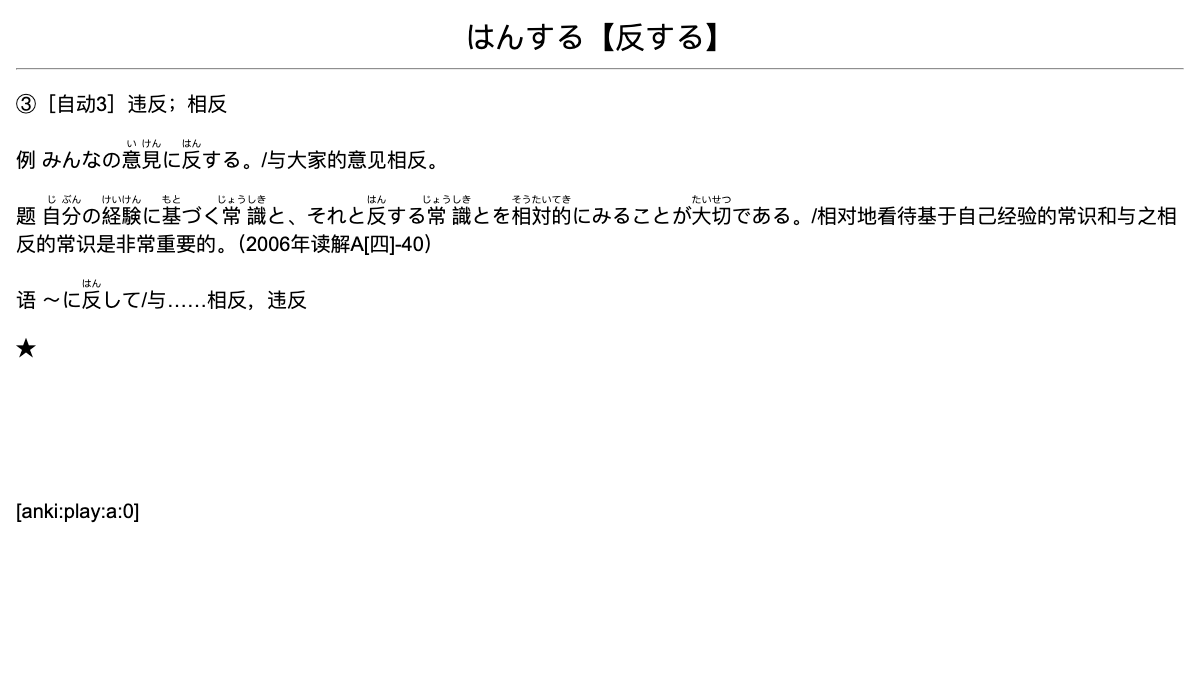 はんする【反する】
③［自动3］违反；相反
い けん はん
例 みんなの意見に反する。/与大家的意见相反。
じ ぶん けいけん もと じょうしき はん じょうしき そうたいてき たいせつ
题 自分の経験に基づく常識と、それと反する常識とを相対的にみることが大切である。/相对地看待基于自己经验的常识和与之相
反的常识是非常重要的。（2006年读解A[四]-40）
はん
语 ～に反して/与……相反，违反
★
[anki:play:a:0]